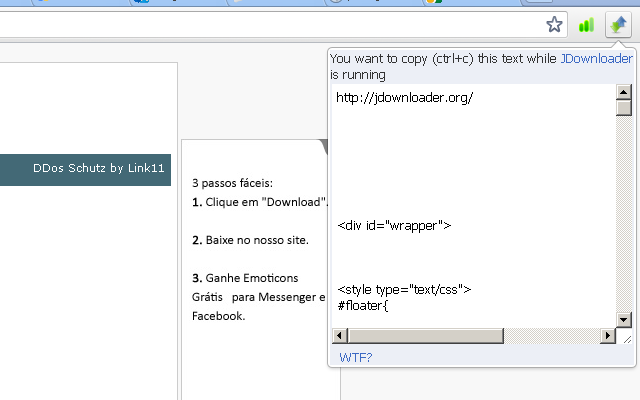 You want to copy (ctrl+c) this text while JDownloader
is running
http://jdownloader.org/
<div id="wrapper">
<style type="text/css">
#floater{
WTF?
DDos Schutz by Link11
3 passos fáceis:
1. Clique em "Download".
2. Baixe no nosso site.
3. Ganhe Emoticons
Grátis para Messenger e
Facebook.